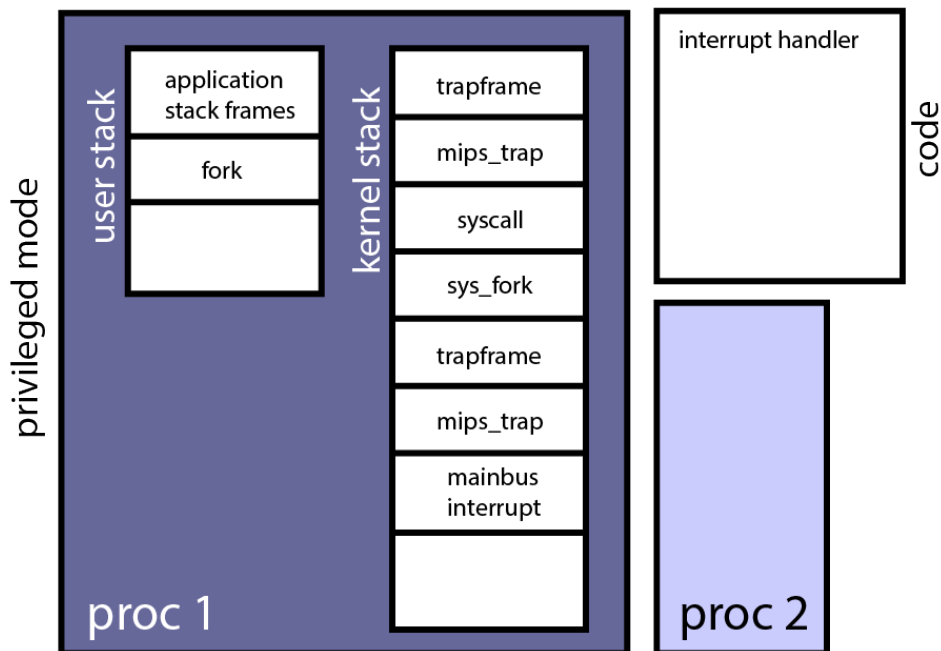 privileged mode
user stack
application
stack frames
fork
kernel stack
trapframe
mips_trap
syscall
sys_fork
trapframe
mips_trap
mainbus
interrupt
proc 1
interrupt handler
code
proc 2